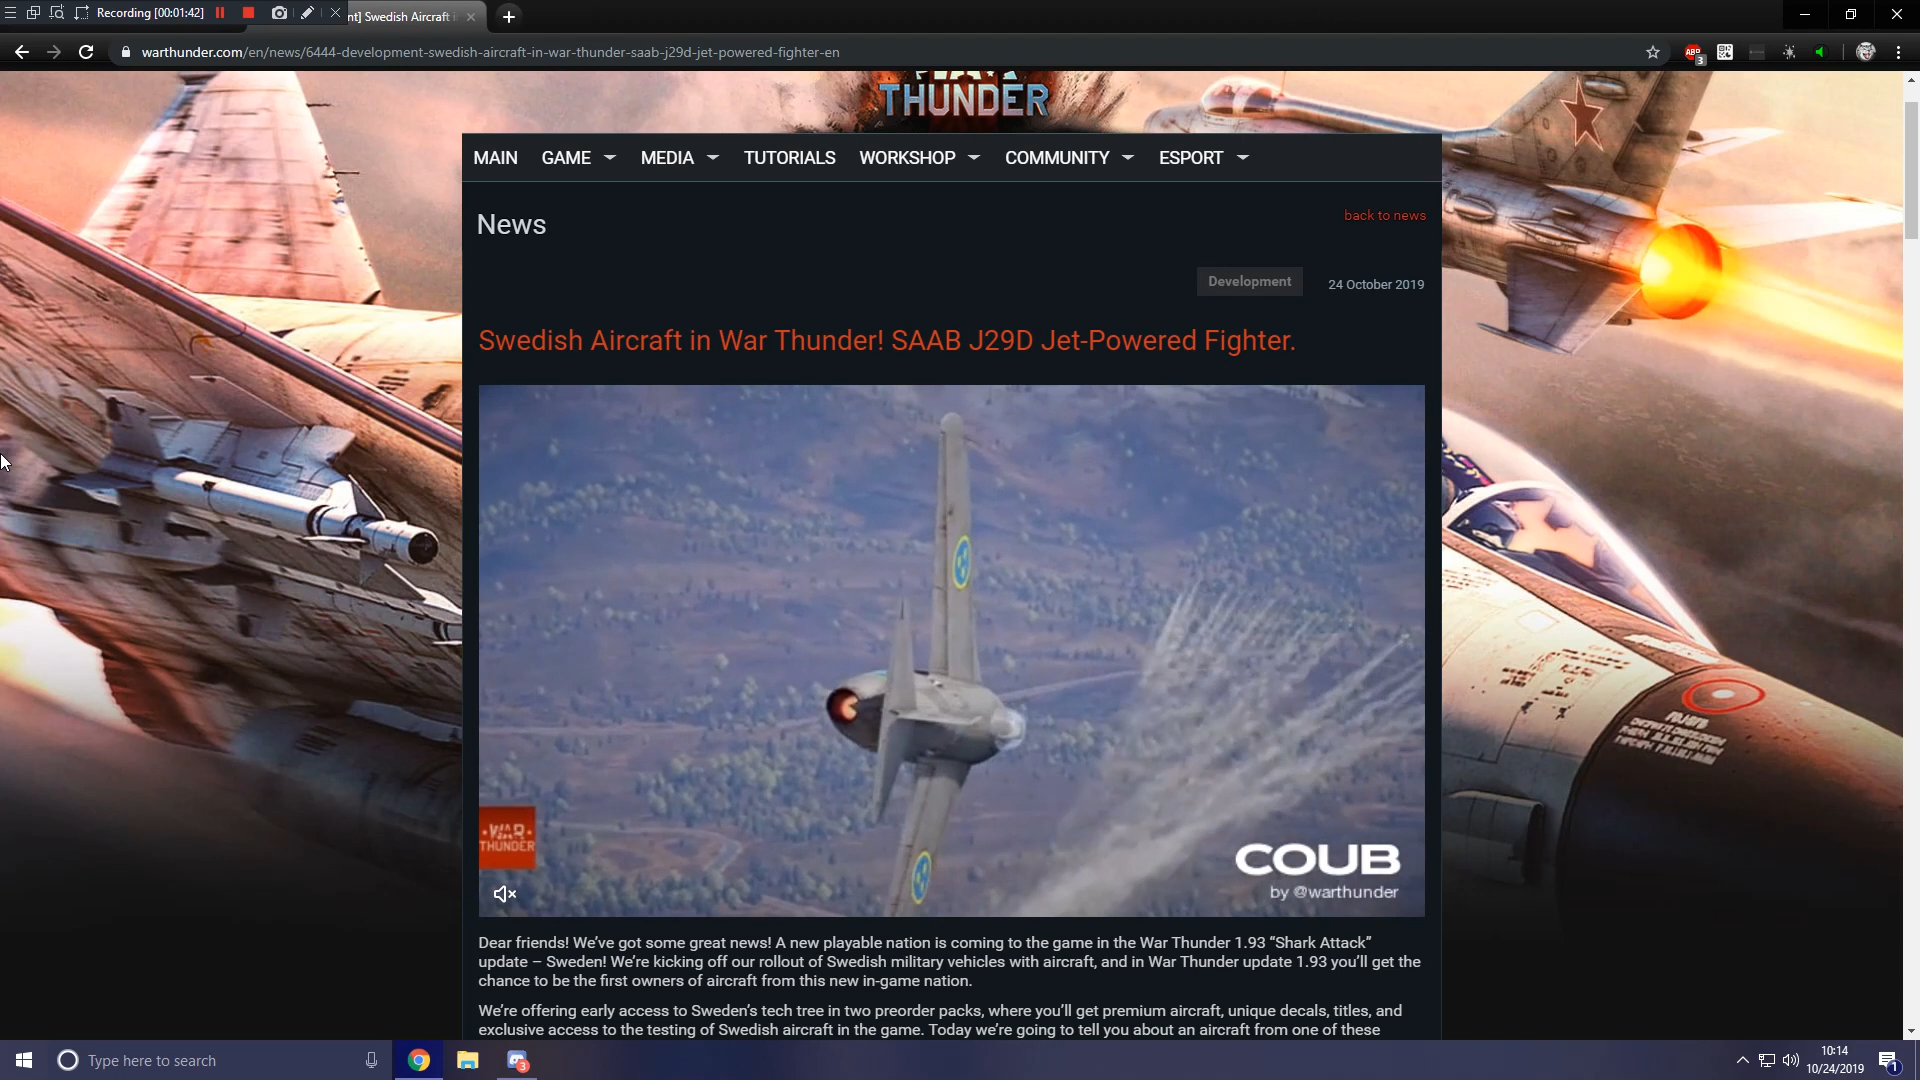 Recording [00:01:42]
nt] Swedish Aircraft i
warthunder.com/en/news/6444-development-swedish-aircraft-in-war-thunder-saab-j29d-jet-powered-fighter-en
ABP
3
THUNDER
MAIN GAME MEDIA TUTORIALS WORKSHOP COMMUNITY ESPORT
News
back to news
Development
24 October 2019
Swedish Aircraft in War Thunder! SAAB J29D Jet-Powered Fighter.
WAR
THUNDER
COUB
by @warthunder
Dear friends! We've got some great news! A new playable nation is coming to the game in the War Thunder 1.93 “Shark Attack”
update – Sweden! We're kicking off our rollout of Swedish military vehicles with aircraft, and in War Thunder update 1.93 you'll get the
chance to be the first owners of aircraft from this new in-game nation.
We're offering early access to Sweden's tech tree in two preorder packs, where you'll get premium aircraft, unique decals, titles, and
exclusive access to the testing of Swedish aircraft in the game. Today we're going to tell you about an aircraft from one of these
Type here to search
3
10:14
10/24/2019
1